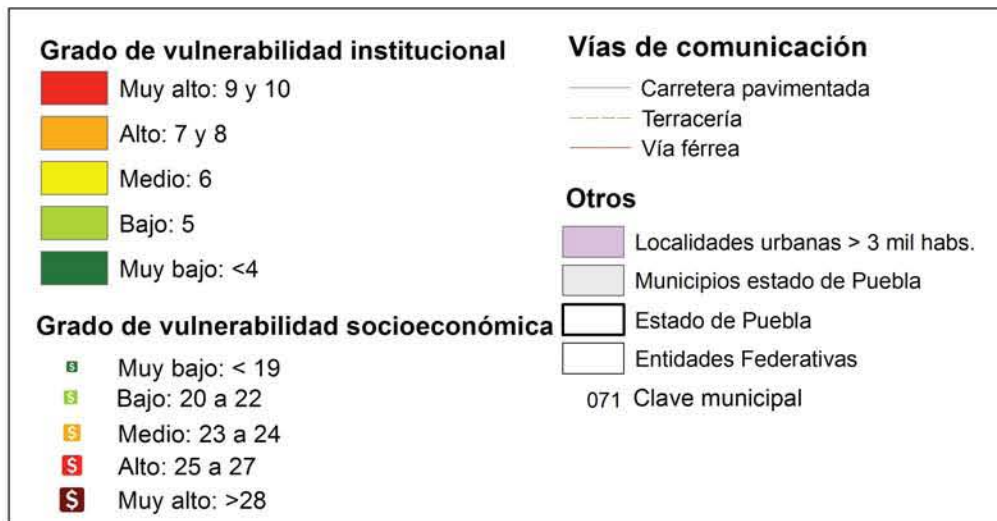 Grado de vulnerabilidad institucional
Muy alto: 9 y 10
Alto: 7 y 8
Medio: 6
Bajo: 5
Muy bajo: <4
Grado de vulnerabilidad socioeconómica
$ Muy bajo: < 19
$ Bajo: 20 a 22
$ Medio: 23 a 24
$ Alto: 25 a 27
$ Muy alto: >28
Vías de comunicación
Carretera pavimentada
Terracería
Vía férrea
Otros
Localidades urbanas > 3 mil habs.
Municipios estado de Puebla
Estado de Puebla
Entidades Federativas
071 Clave municipal